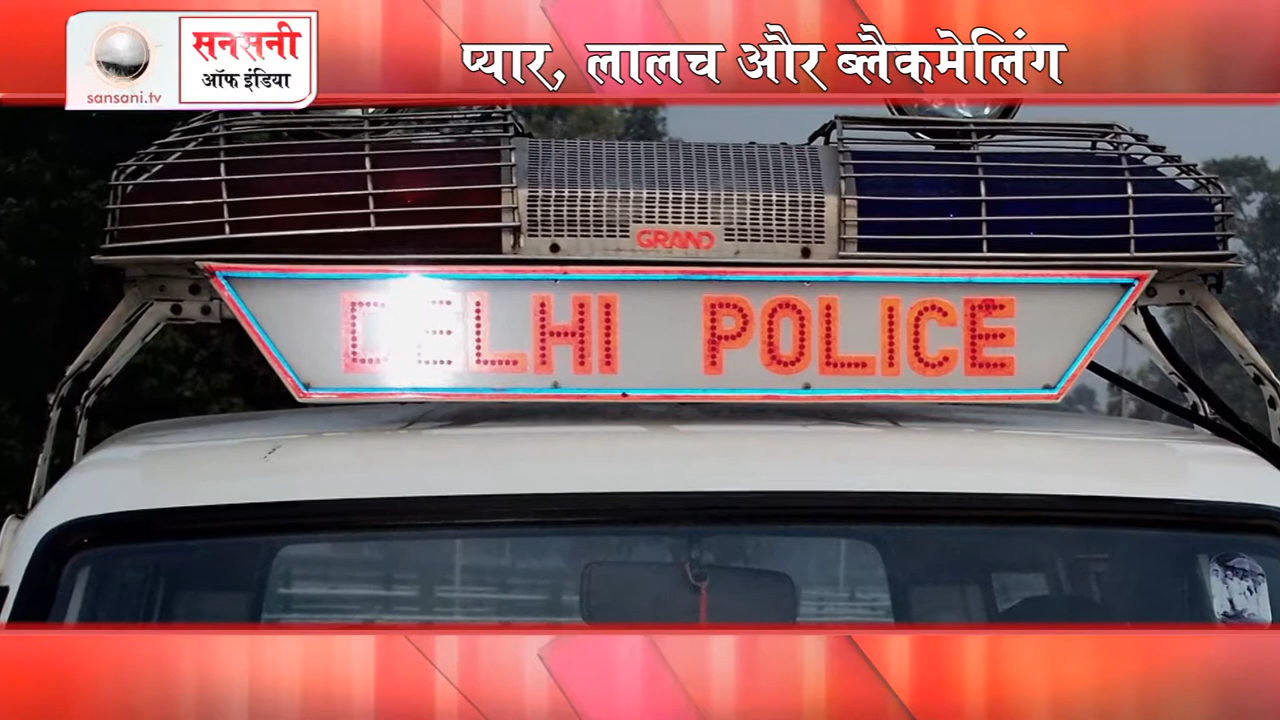 सनसनी
ऑफ इंडिया
sansani.tv
प्यार, लालच और ब्लैकमेलिंग
GRAND
DELHI POLICE